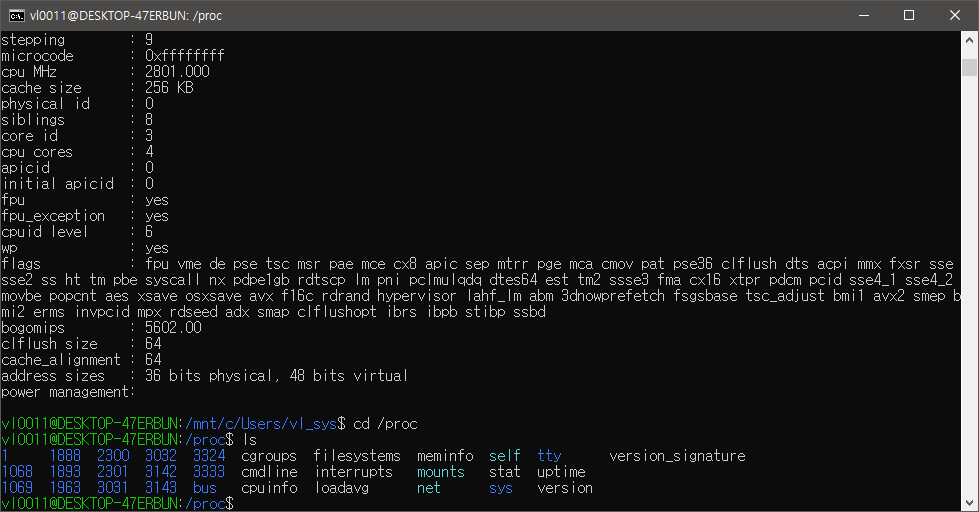 vl0011@DESKTOP-47ERBUN: /proc
stepping        : 9
microcode       : 0xffffffff
cpu MHz         : 2801.000
cache size      : 256 KB
physical id     : 0
siblings        : 8
core id         : 3
cpu cores       : 4
apicid          : 0
initial apicid  : 0
fpu             : yes
fpu_exception   : yes
cpuid level     : 6
wp              : yes
flags           : fpu vme de pse tsc msr pae mce cx8 apic sep mtrr pge mca cmov pat pse36 clflush dts acpi mmx fxsr sse
sse2 ss ht tm pbe syscall nx pdpe1gb rdtscp lm pni pclmulqdq dtes64 est tm2 ssse3 fma cx16 xtpr pdcm pcid sse4_1 sse4_2
movbe popcnt aes xsave osxsave avx f16c rdrand hypervisor lahf_lm abm 3dnowprefetch fsgsbase tsc_adjust bmi1 avx2 smep b
mi2 erms invpcid mpx rdseed adx smap clflushopt ibrs ibpb stibp ssbd
bogomips        : 5602.00
clflush size    : 64
cache_alignment : 64
address sizes   : 36 bits physical, 48 bits virtual
power management:
vl0011@DESKTOP-47ERBUN:/mnt/c/Users/vl_sys$ cd /proc
vl0011@DESKTOP-47ERBUN:/proc$ ls
1     1888  2300  3032  3324  cgroups  filesystems  meminfo  self  tty      version_signature
1068  1893  2301  3142  3333  cmdline  interrupts   mounts   stat  uptime
1069  1963  3031  3143  bus   cpuinfo  loadavg      net      sys   version
vl0011@DESKTOP-47ERBUN:/proc$